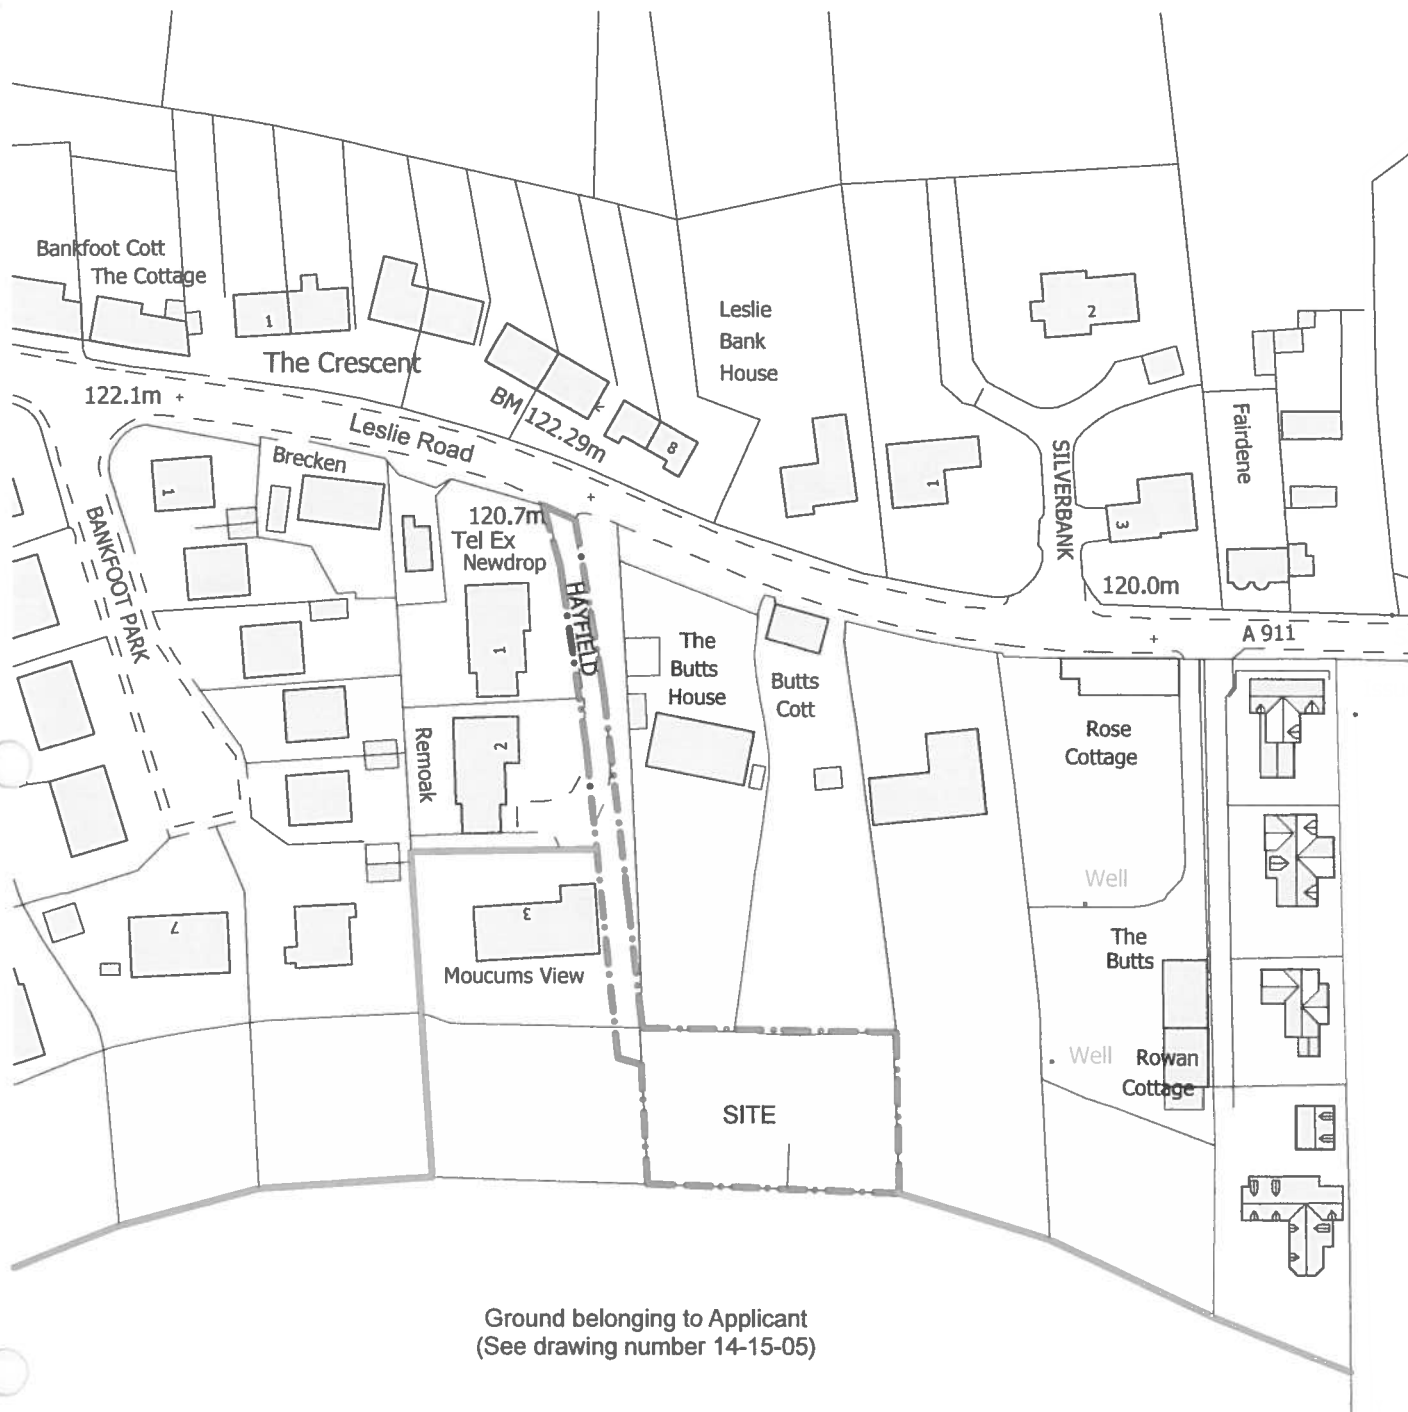 Bankfoot Cott
The Cottage
1
The Crescent
122.1m
Leslie Road
BM 122.29m
8
Leslie
Bank
House
2
1
SILVERBANK
3
Fairdene
120.0m
A 911
Brecken
1
BANKFOOT PARK
120.7m
Tel Ex
Newdrop
HAYFIELD
1
2
Remoak
The
Butts
House
Butts
Cott
Rose
Cottage
Well
The
Butts
Well
Rowan
Cottage
7
3
Moucums View
SITE
Ground belonging to Applicant
(See drawing number 14-15-05)